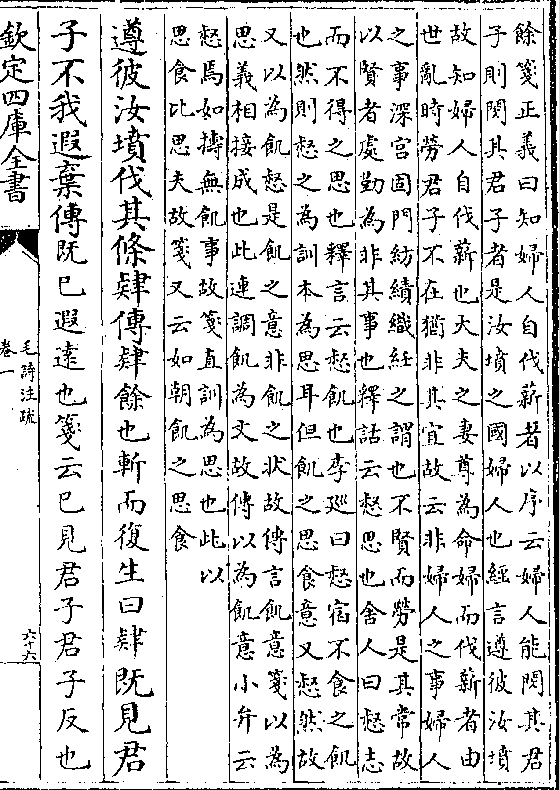 餘箋正義曰知婦人自伐薪者以序云婦人能閔其君
子則閔其君子者是汝墳之國婦人也經言遵彼汝墳
故知婦人自伐薪也大夫之妻尊為命婦而伐薪者由
世亂時勞君子不在猶非其宜故云非婦人之事婦人
之事深宫固門紡績織紝之謂也不賢而勞是其常故
以賢者處勤為非其事也釋詁云惄思也舍人曰惄志
而不得之思也釋言云惄飢也李廵曰惄宿不食之飢
也然則惄之為訓本為思耳但飢之思食意又惄然故
又以為飢惄是飢之意非飢之狀故傳言飢意箋以為
思義相接成也此連調飢為文故傳以為飢意小弁云
惄焉如擣無飢事故箋直訓為思也此以
思食比思夫故箋又云如朝飢之思食
遵彼汝墳伐其條肄傳肄餘也斬而復生曰肄既見君
子不我遐棄傳既已遐逺也箋云已見君子君子反也
欽定四庫全書
毛詩注疏
卷一
六十六